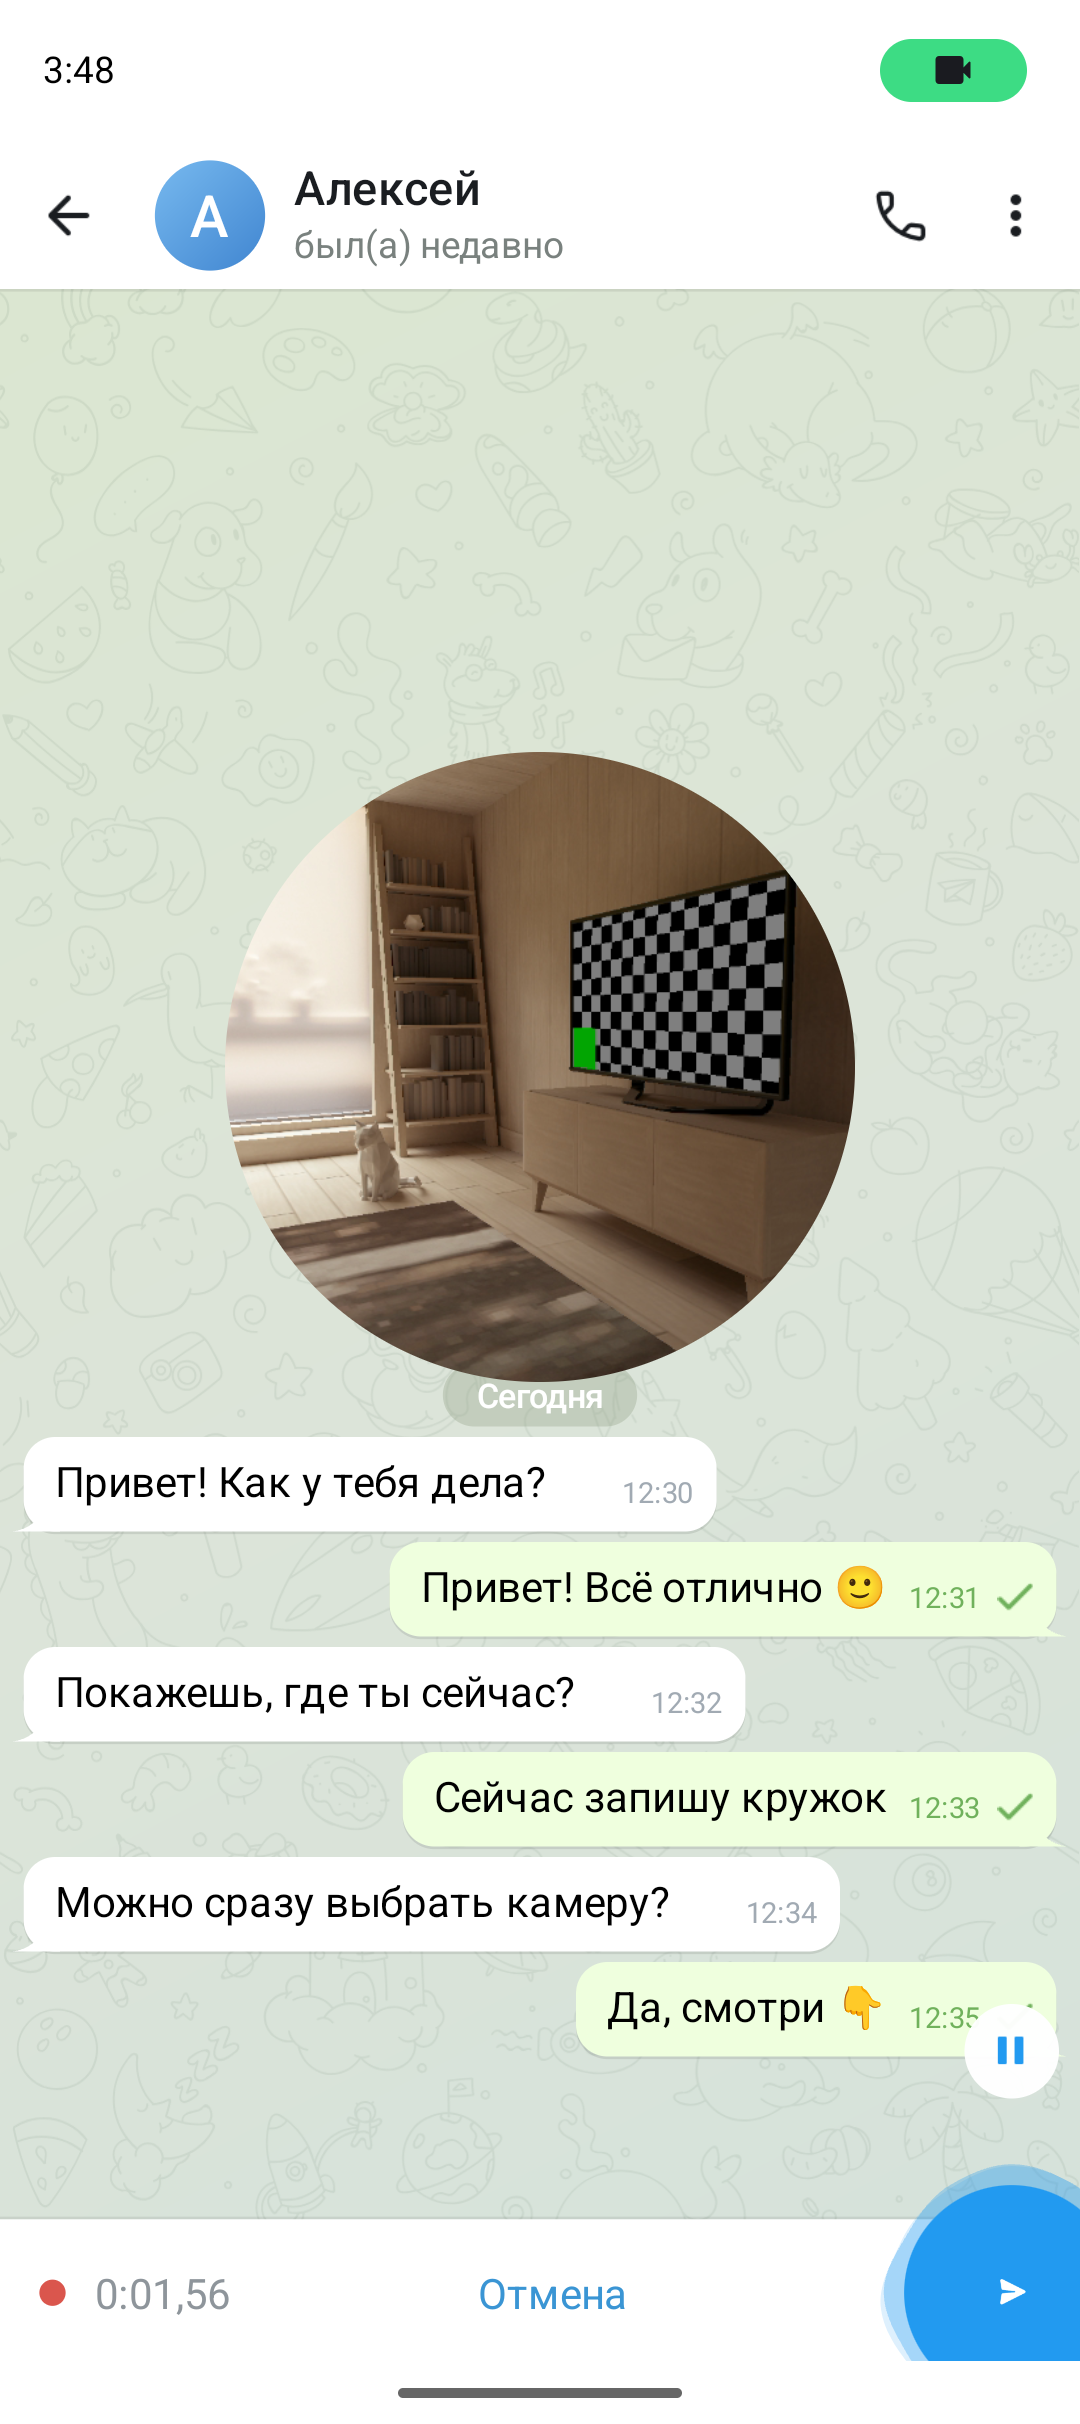 3:48
А
Алексей
был(а) недавно
Сегодня
Привет! Как у тебя дела? 12:30
Привет! Всё отлично 🙂 12:31
Покажешь, где ты сейчас? 12:32
Сейчас запишу кружок 12:33
Можно сразу выбрать камеру? 12:34
Да, смотри 👇 12:35
0:01,56 Отмена